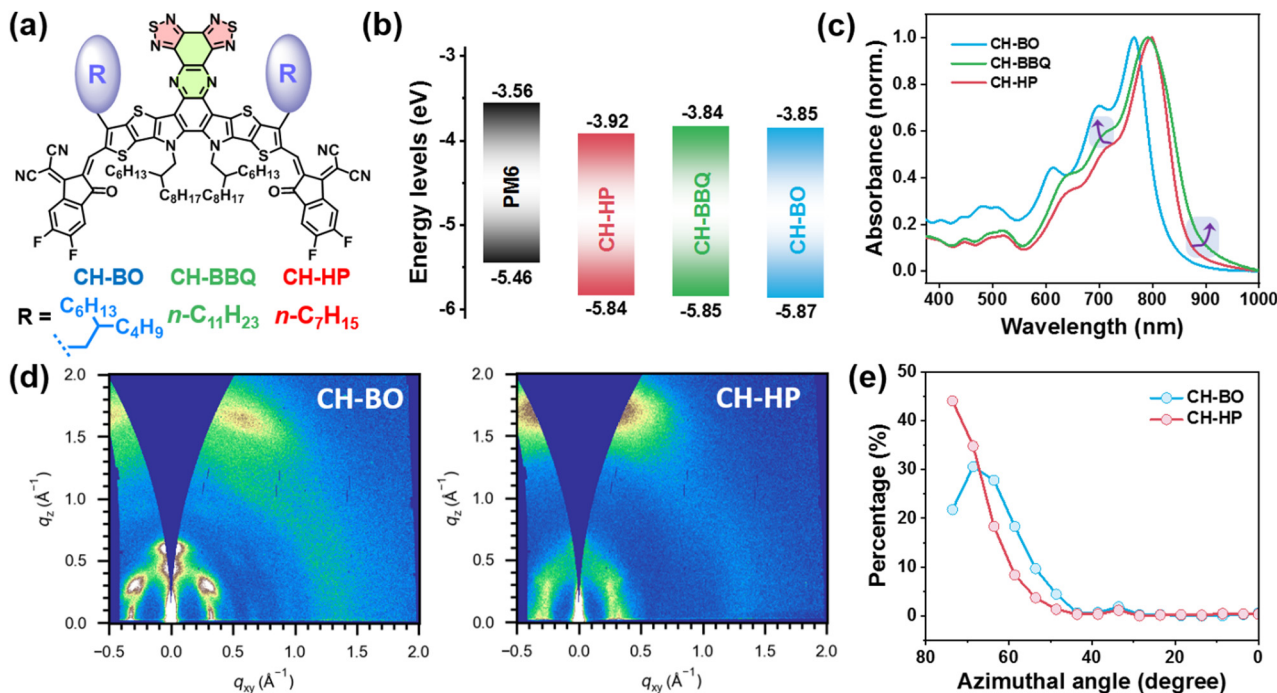 (a)
N S N N S N
R R
N N
S S
S N N S
CN CN
CN O C₆H₁₃ C₆H₁₃ O CN
C₈H₁₇C₈H₁₇
F F
F F
CH-BO CH-BBQ CH-HP
R = C₆H₁₃ C₄H₉ n-C₁₁H₂₃ n-C₇H₁₅
(b)
Energy levels (eV)
-3
-4
-5
-6
-3.56
PM6
-5.46
-3.92
CH-HP
-5.84
-3.84
CH-BBQ
-5.85
-3.85
CH-BO
-5.87
(c)
Absorbance (norm.)
1.0
0.8
0.6
0.4
0.2
0.0
CH-BO
CH-BBQ
CH-HP
400 500 600 700 800 900 1000
Wavelength (nm)
(d)
CH-BO
qz (Å⁻¹)
2.0
1.5
1.0
0.5
0.0
−0.5 0.0 0.5 1.0 1.5 2.0
qxy (Å⁻¹)
CH-HP
qz (Å⁻¹)
2.0
1.5
1.0
0.5
0.0
−0.5 0.0 0.5 1.0 1.5 2.0
qxy (Å⁻¹)
(e)
Percentage (%)
50
40
30
20
10
0
CH-BO
CH-HP
80 60 40 20 0
Azimuthal angle (degree)